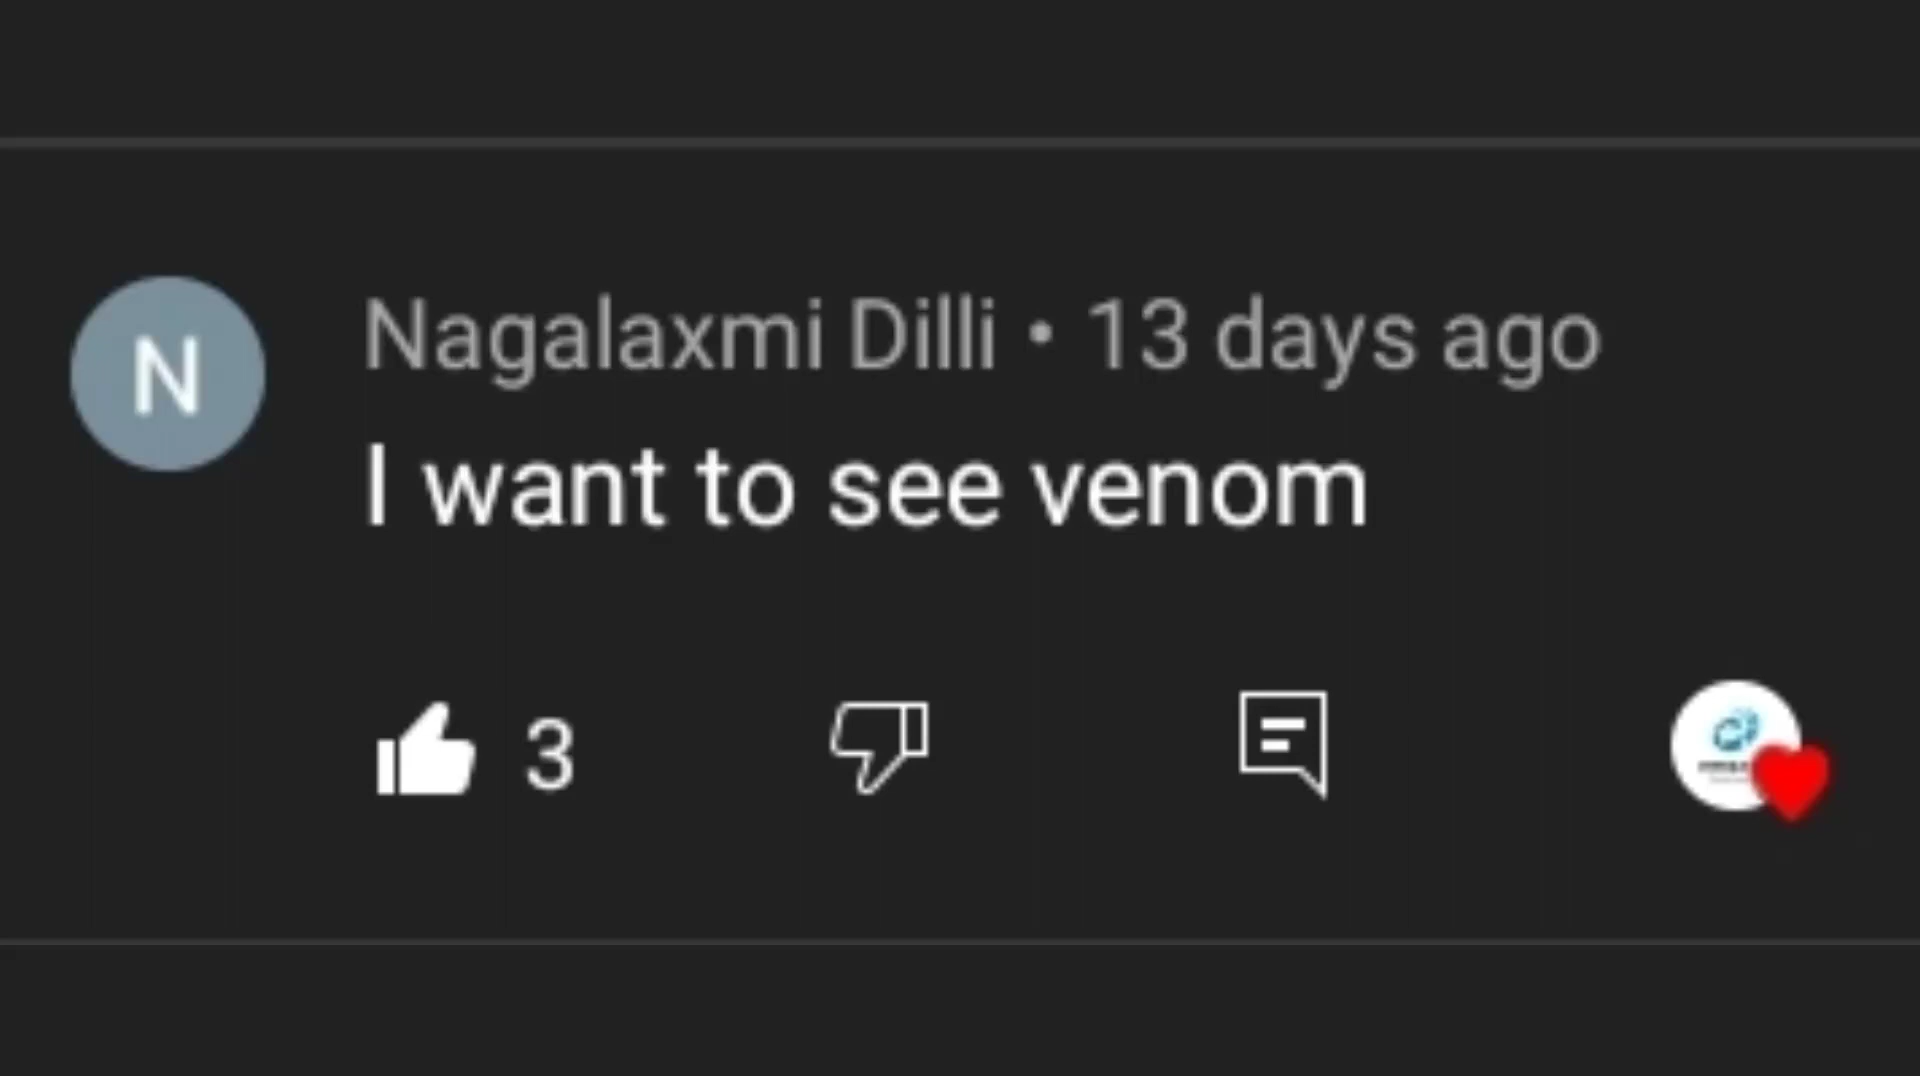 N
Nagalaxmi Dilli • 13 days ago
I want to see venom
3